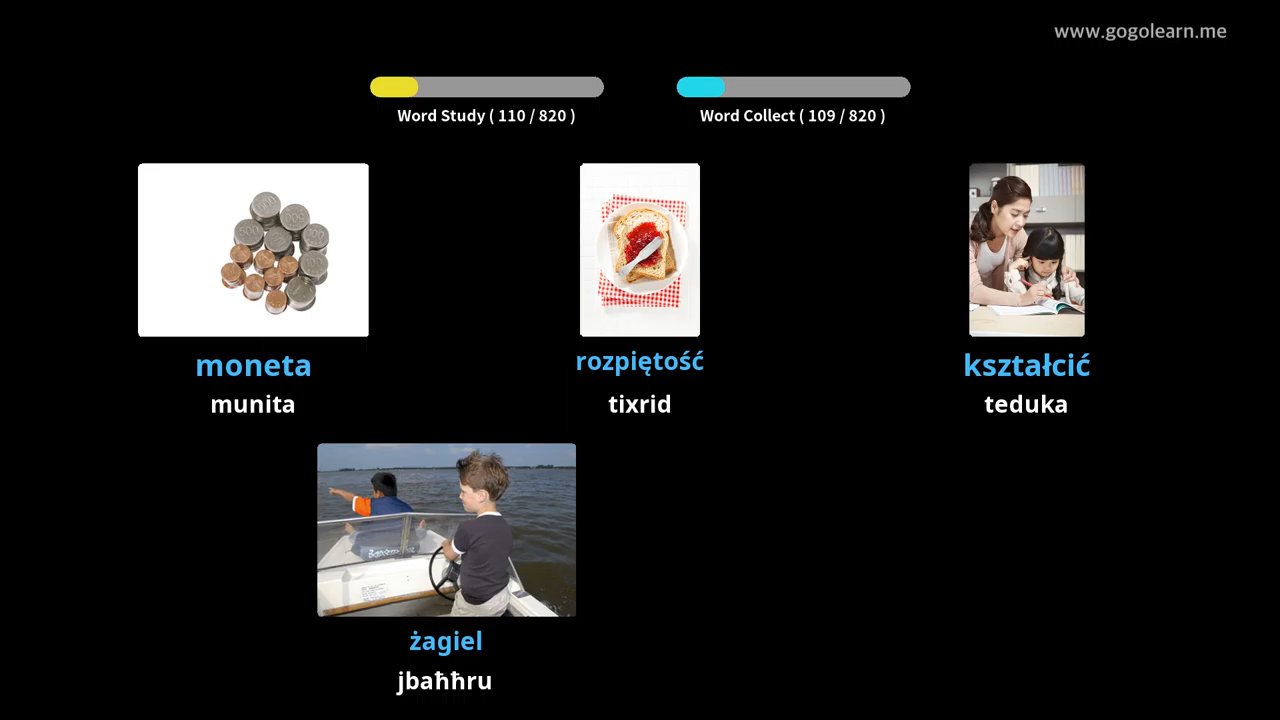 www.gogolearn.me
Word Study ( 110 / 820 )
Word Collect ( 109 / 820 )
moneta
munita
rozpiętość
tixrid
kształcić
teduka
żagiel
jbaħħru